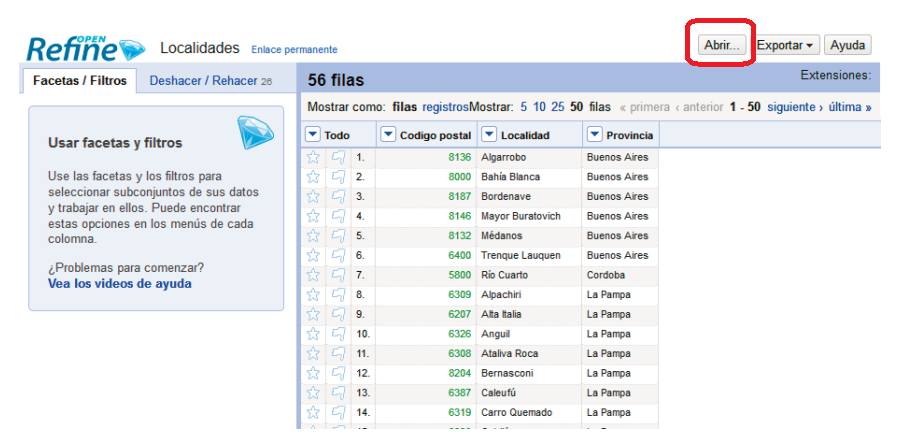 OPEN
Refine Localidades Enlace permanente Abrir... Exportar Ayuda
Facetas / Filtros Deshacer / Rehacer 26 56 filas Extensiones:
Mostrar como: filas registrosMostrar: 5 10 25 50 filas « primera ‹ anterior 1 - 50 siguiente › última »
Todo Codigo postal Localidad Provincia
Usar facetas y filtros
Use las facetas y los filtros para
seleccionar subconjuntos de sus datos
y trabajar en ellos. Puede encontrar
estas opciones en los menús de cada
colomna.
¿Problemas para comenzar?
Vea los videos de ayuda
1. 8136 Algarrobo Buenos Aires
2. 8000 Bahía Blanca Buenos Aires
3. 8187 Bordenave Buenos Aires
4. 8146 Mayor Buratovich Buenos Aires
5. 8132 Médanos Buenos Aires
6. 6400 Trenque Lauquen Buenos Aires
7. 5800 Río Cuarto Cordoba
8. 6309 Alpachiri La Pampa
9. 6207 Alta Italia La Pampa
10. 6326 Anguil La Pampa
11. 6308 Ataliva Roca La Pampa
12. 8204 Bernasconi La Pampa
13. 6387 Caleufú La Pampa
14. 6319 Carro Quemado La Pampa